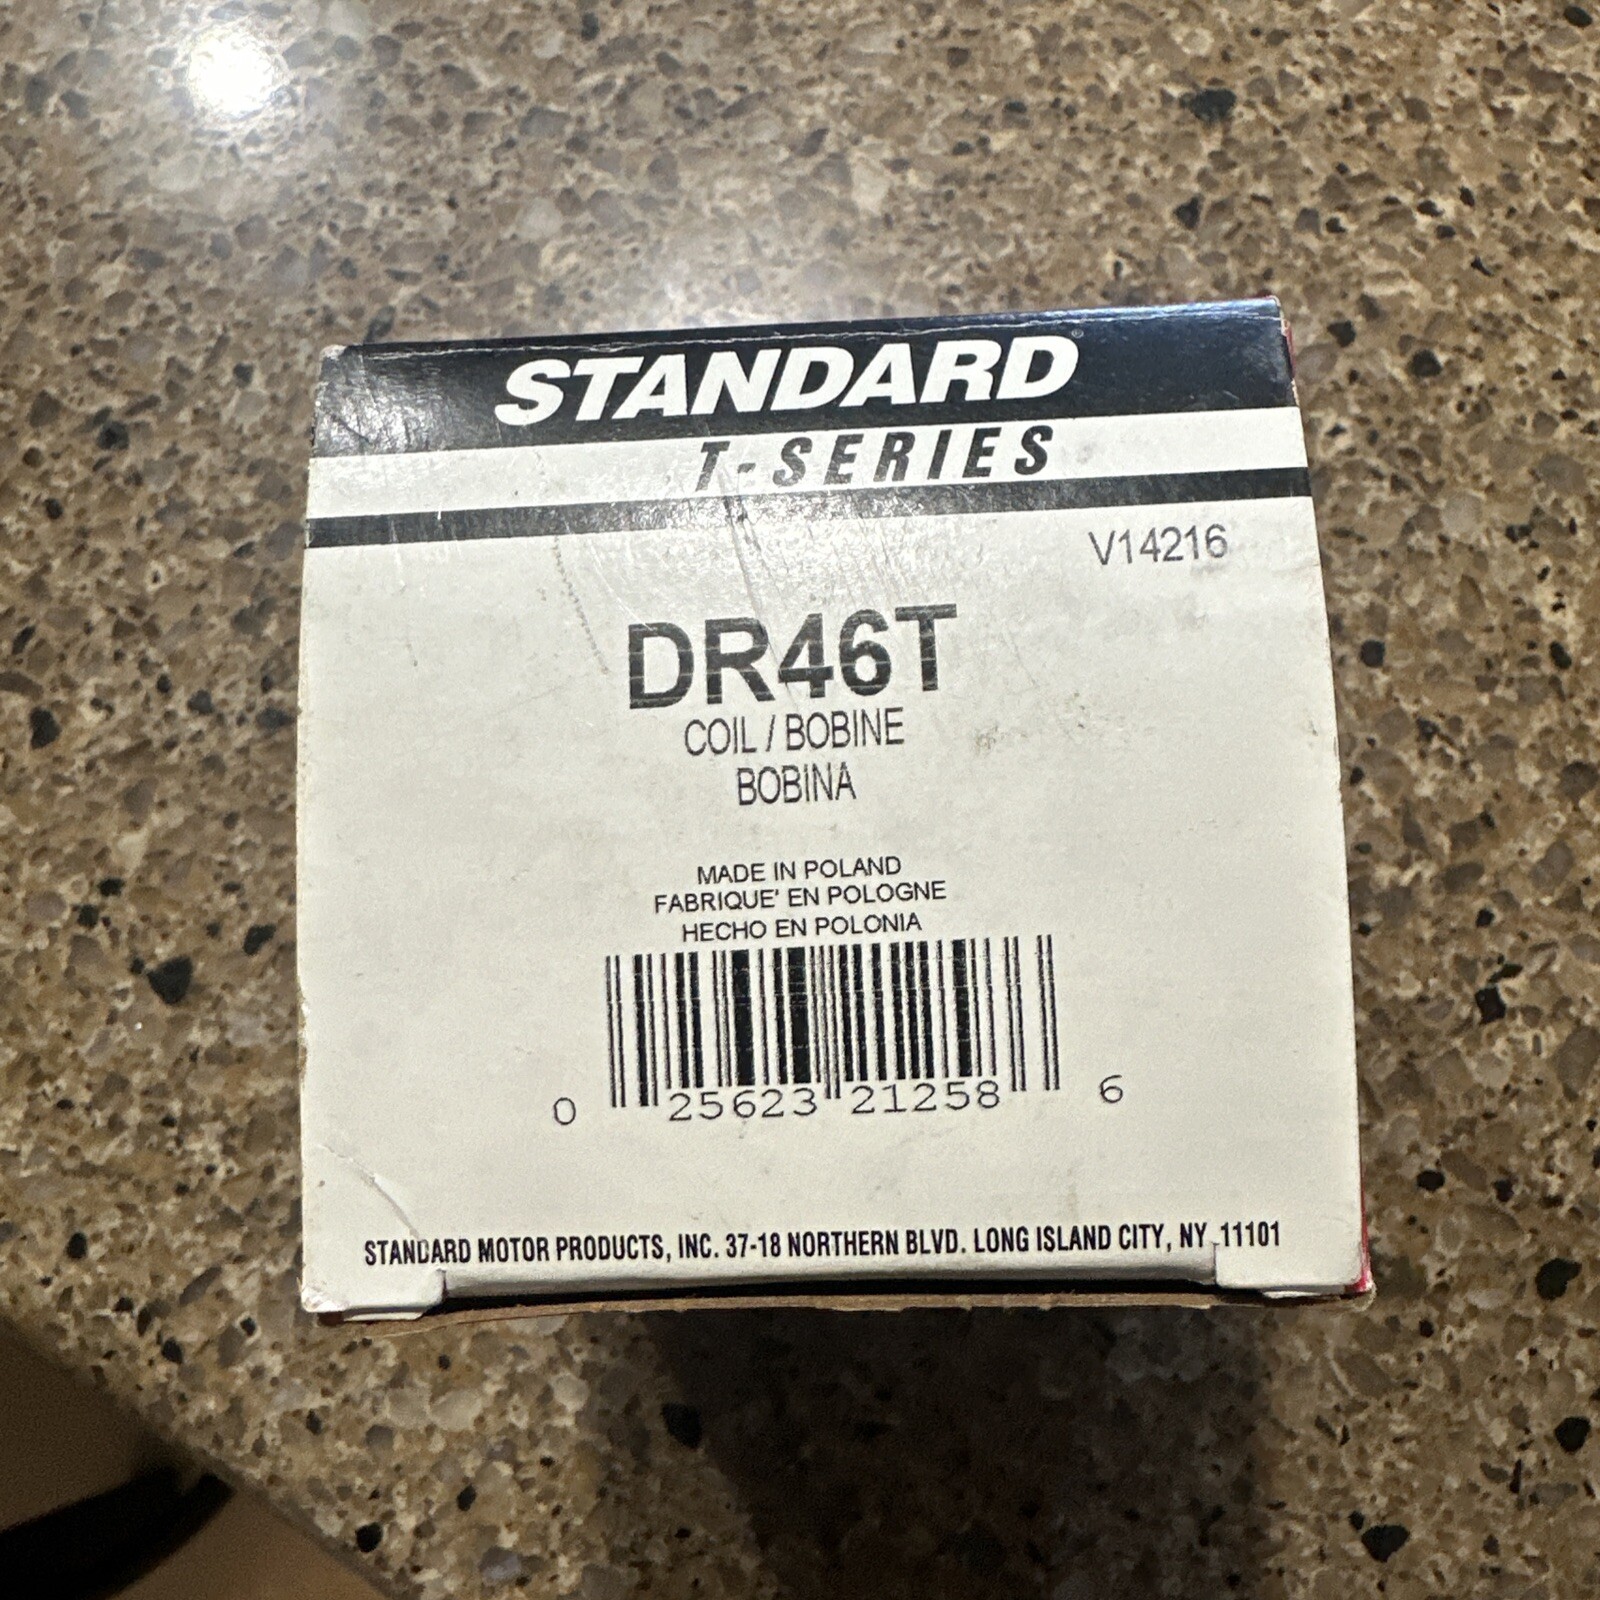 STANDARD®
T-SERIES
V14216
DR46T
COIL / BOBINE
BOBINA
MADE IN POLAND
FABRIQUE' EN POLOGNE
HECHO EN POLONIA
0 25623 21258 6
STANDARD MOTOR PRODUCTS, INC. 37-18 NORTHERN BLVD. LONG ISLAND CITY, NY 11101